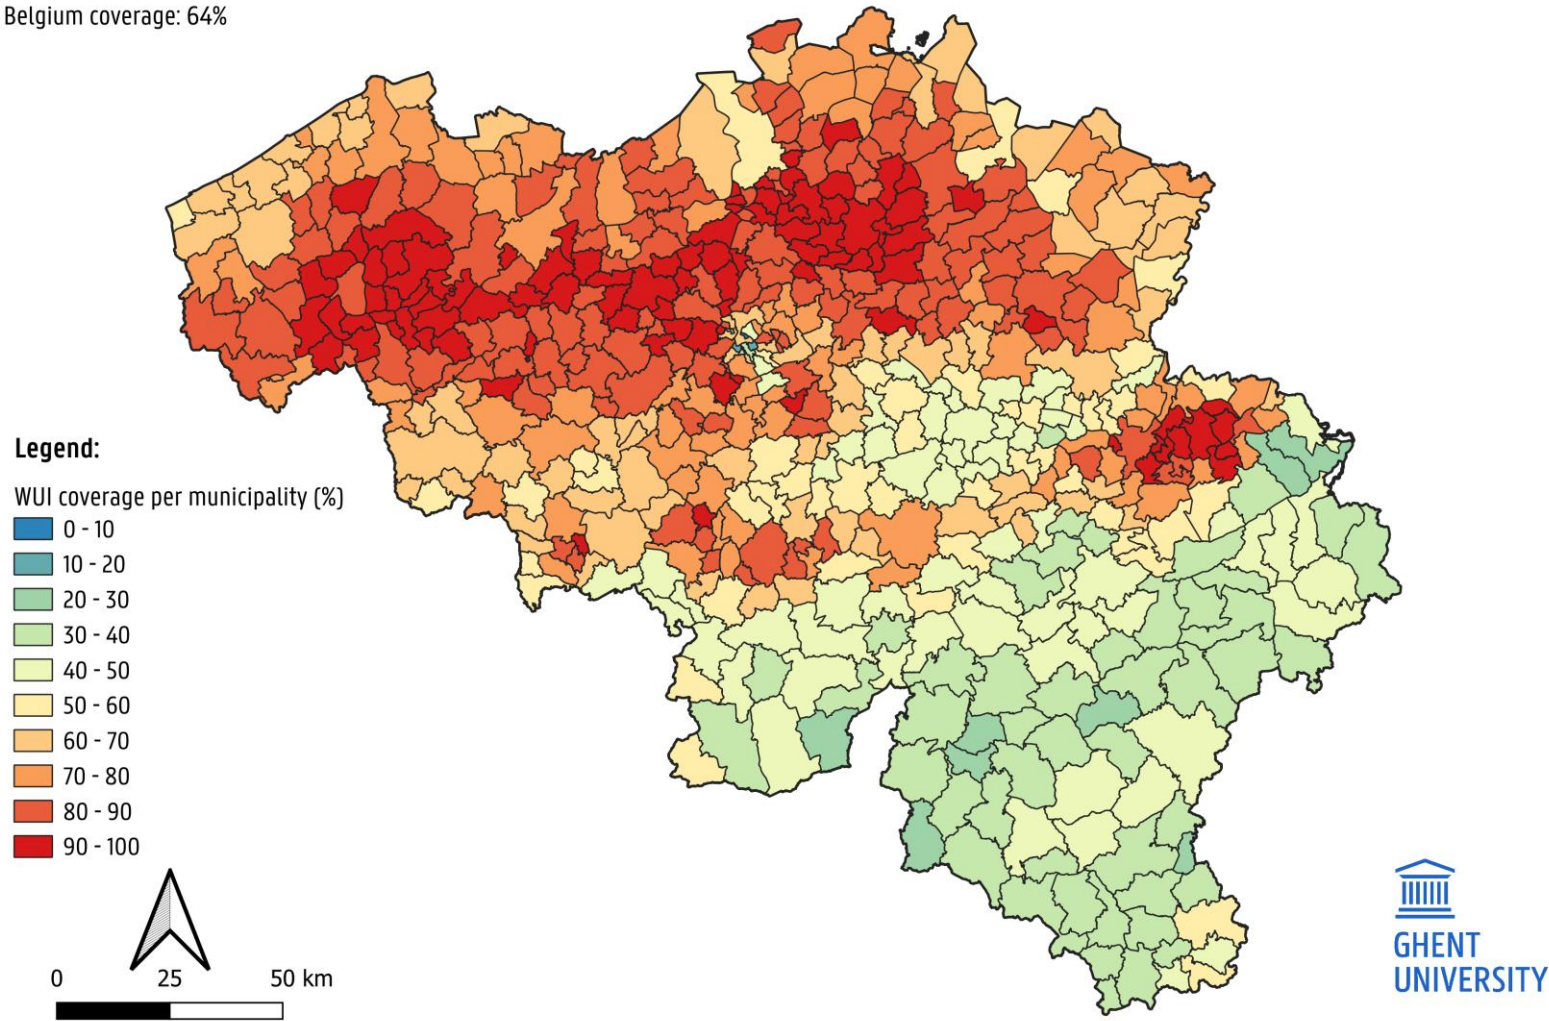 Belgium coverage: 64%
Legend:
WUI coverage per municipality (%)
0 - 10
10 - 20
20 - 30
30 - 40
40 - 50
50 - 60
60 - 70
70 - 80
80 - 90
90 - 100
0 25 50 km
GHENT
UNIVERSITY